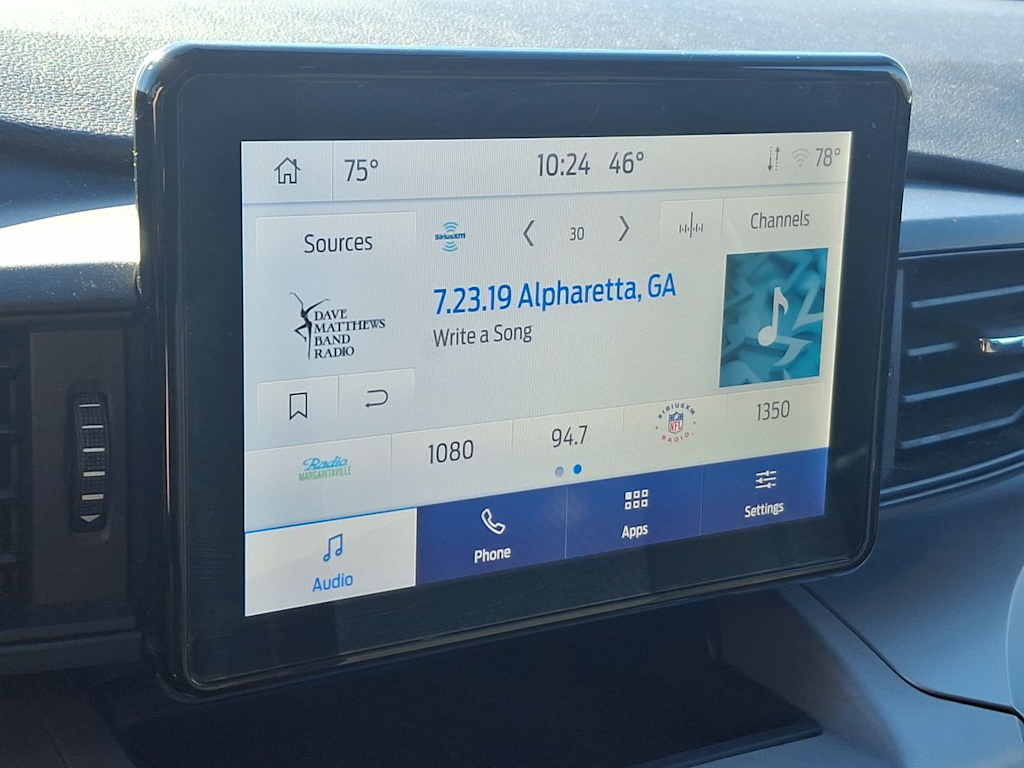 75° 10:24 46° 78°
Sources
SiriusXM
30
Channels
7.23.19 Alpharetta, GA
Write a Song
DAVE
MATTHEWS
BAND
RADIO
Radio
MARGARITAVILLE
1080
94.7
SIRIUSXM
NFL
RADIO
1350
Audio
Phone
Apps
Settings